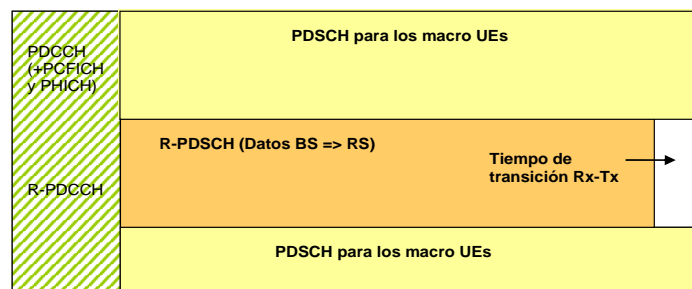 PDCCH
(+PCFICH
y PHICH)
R-PDCCH
PDSCH para los macro UEs
R-PDSCH (Datos BS => RS)
Tiempo de
transición Rx-Tx
PDSCH para los macro UEs